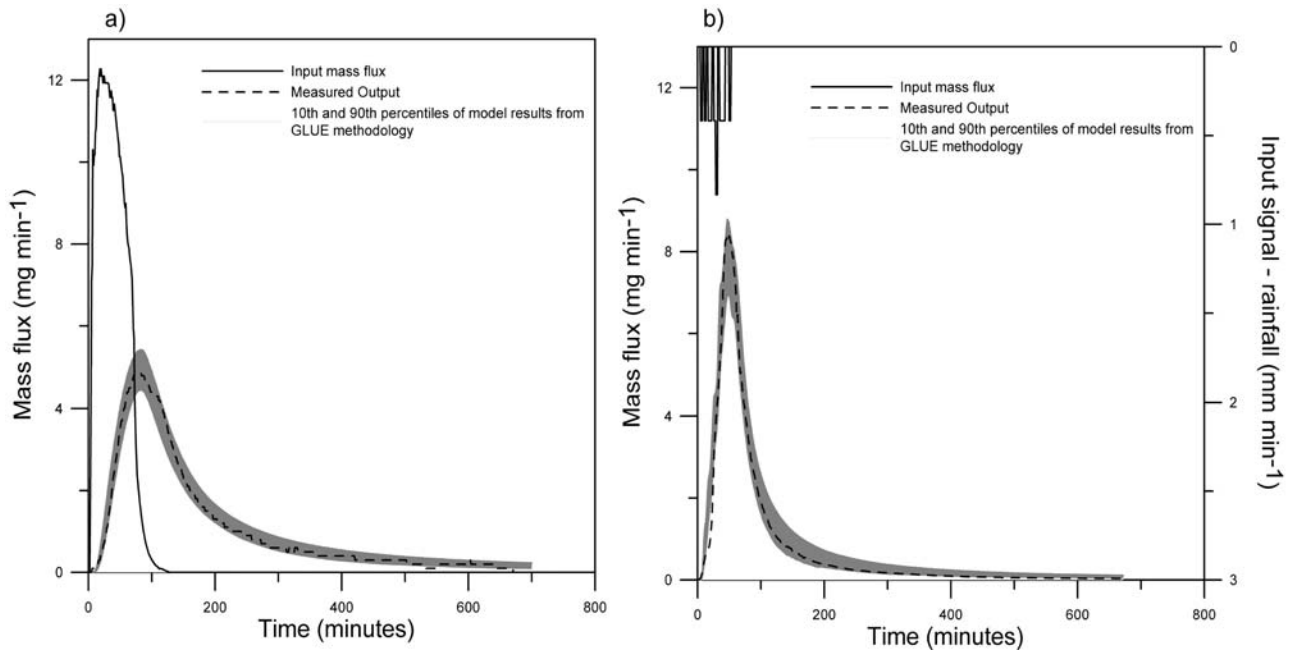 a)
Input mass flux
Measured Output
10th and 90th percentiles of model results from
GLUE methodology
12
8
4
0
Mass flux (mg min-1)
0
200
400
600
800
Time (minutes)
b)
Input mass flux
Measured Output
10th and 90th percentiles of model results from
GLUE methodology
12
8
4
0
Mass flux (mg min-1)
0
200
400
600
800
Time (minutes)
0
1
2
3
Input signal - rainfall (mm min-1)